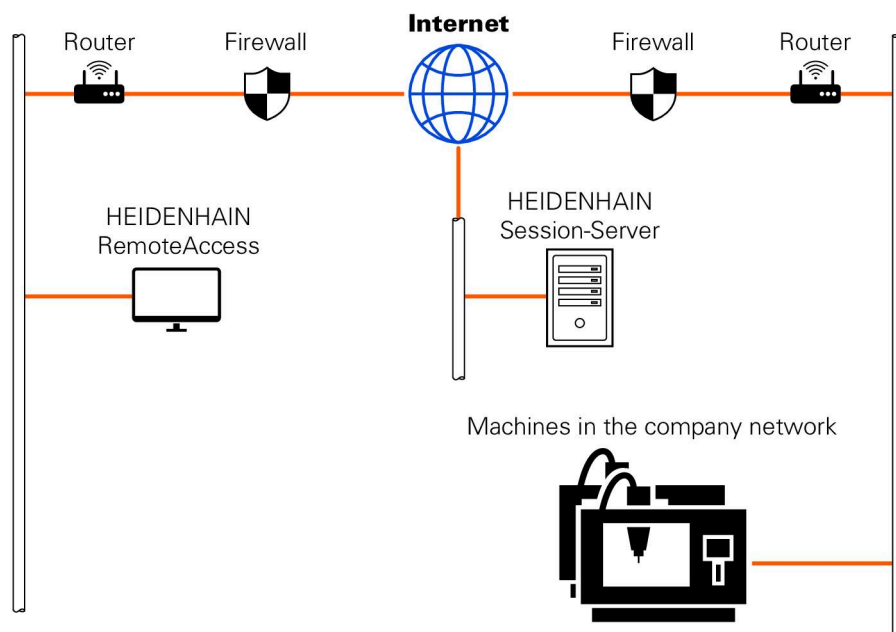 Internet
Router
Firewall
Firewall
Router
HEIDENHAIN
RemoteAccess
HEIDENHAIN
Session-Server
Machines in the company network